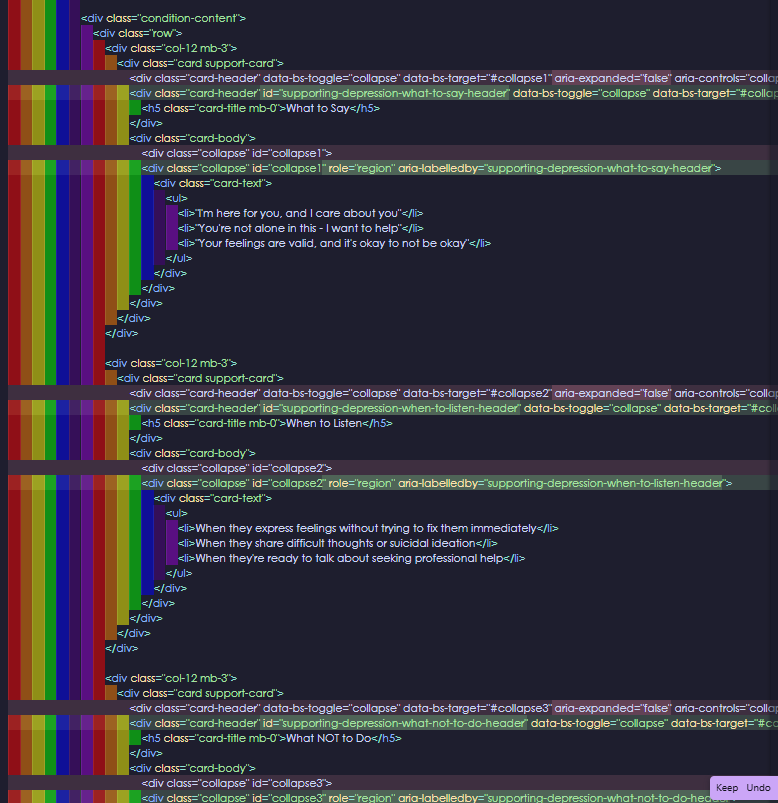 <div class="condition-content">
<div class="row">
<div class="col-12 mb-3">
<div class="card support-card">
<div class="card-header" data-bs-toggle="collapse" data-bs-target="#collapse1" aria-expanded="false" aria-controls="collap
<div class="card-header" id="supporting-depression-what-to-say-header" data-bs-toggle="collapse" data-bs-target="#collap
<h5 class="card-title mb-0">What to Say</h5>
</div>
<div class="card-body">
<div class="collapse" id="collapse1">
<div class="collapse" id="collapse1" role="region" aria-labelledby="supporting-depression-what-to-say-header">
<div class="card-text">
<ul>
<li>"I'm here for you, and I care about you"</li>
<li>"You're not alone in this - I want to help"</li>
<li>"Your feelings are valid, and it's okay to not be okay"</li>
</ul>
</div>
</div>
</div>
</div>
</div>
<div class="col-12 mb-3">
<div class="card support-card">
<div class="card-header" data-bs-toggle="collapse" data-bs-target="#collapse2" aria-expanded="false" aria-controls="collap
<div class="card-header" id="supporting-depression-when-to-listen-header" data-bs-toggle="collapse" data-bs-target="#col
<h5 class="card-title mb-0">When to Listen</h5>
</div>
<div class="card-body">
<div class="collapse" id="collapse2">
<div class="collapse" id="collapse2" role="region" aria-labelledby="supporting-depression-when-to-listen-header">
<div class="card-text">
<ul>
<li>When they express feelings without trying to fix them immediately</li>
<li>When they share difficult thoughts or suicidal ideation</li>
<li>When they're ready to talk about seeking professional help</li>
</ul>
</div>
</div>
</div>
</div>
</div>
<div class="col-12 mb-3">
<div class="card support-card">
<div class="card-header" data-bs-toggle="collapse" data-bs-target="#collapse3" aria-expanded="false" aria-controls="collap
<div class="card-header" id="supporting-depression-what-not-to-do-header" data-bs-toggle="collapse" data-bs-target="#co
<h5 class="card-title mb-0">What NOT to Do</h5>
</div>
<div class="card-body">
<div class="collapse" id="collapse3">
Keep Undo
<div class="collapse" id="collapse3" role="region" aria-labelledby="supporting-depression-what-not-to-do-head